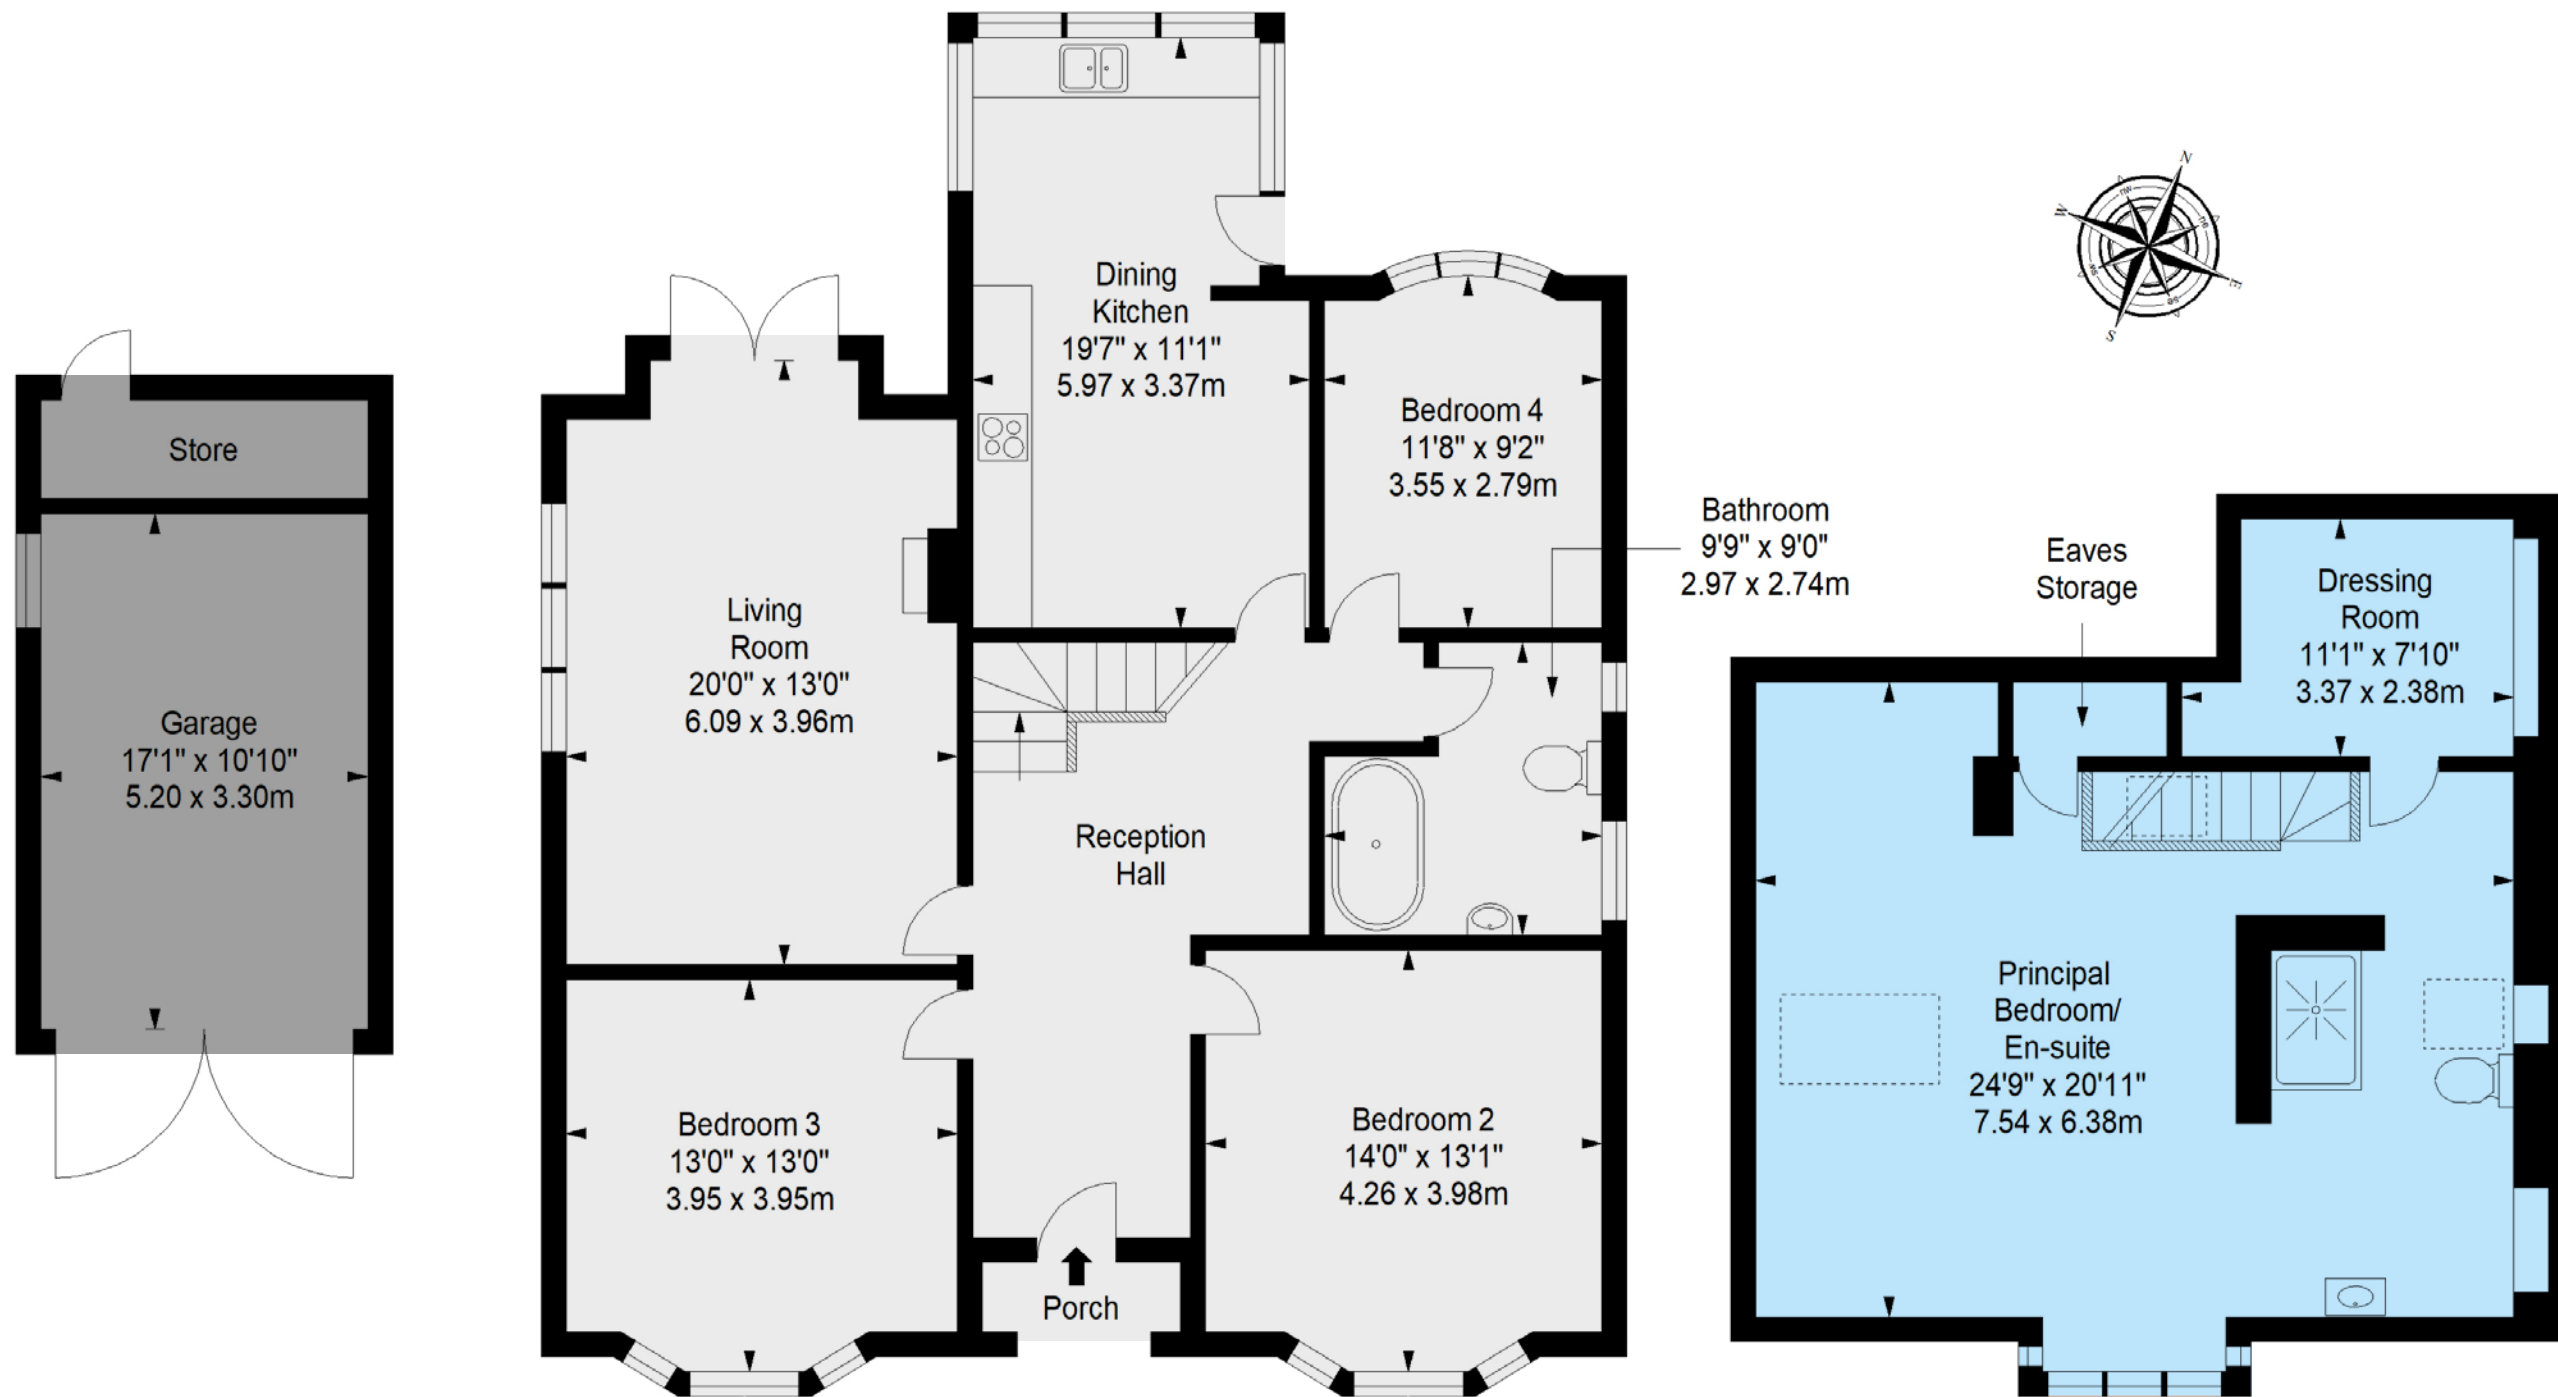 Store
Garage
17'1" x 10'10"
5.20 x 3.30m
Living
Room
20'0" x 13'0"
6.09 x 3.96m
Dining
Kitchen
19'7" x 11'1"
5.97 x 3.37m
Bedroom 4
11'8" x 9'2"
3.55 x 2.79m
Bathroom
9'9" x 9'0"
2.97 x 2.74m
Reception
Hall
Bedroom 3
13'0" x 13'0"
3.95 x 3.95m
Bedroom 2
14'0" x 13'1"
4.26 x 3.98m
Porch
N
nw
ne
W
E
sw
se
S
Eaves
Storage
Dressing
Room
11'1" x 7'10"
3.37 x 2.38m
Principal
Bedroom/
En-suite
24'9" x 20'11"
7.54 x 6.38m